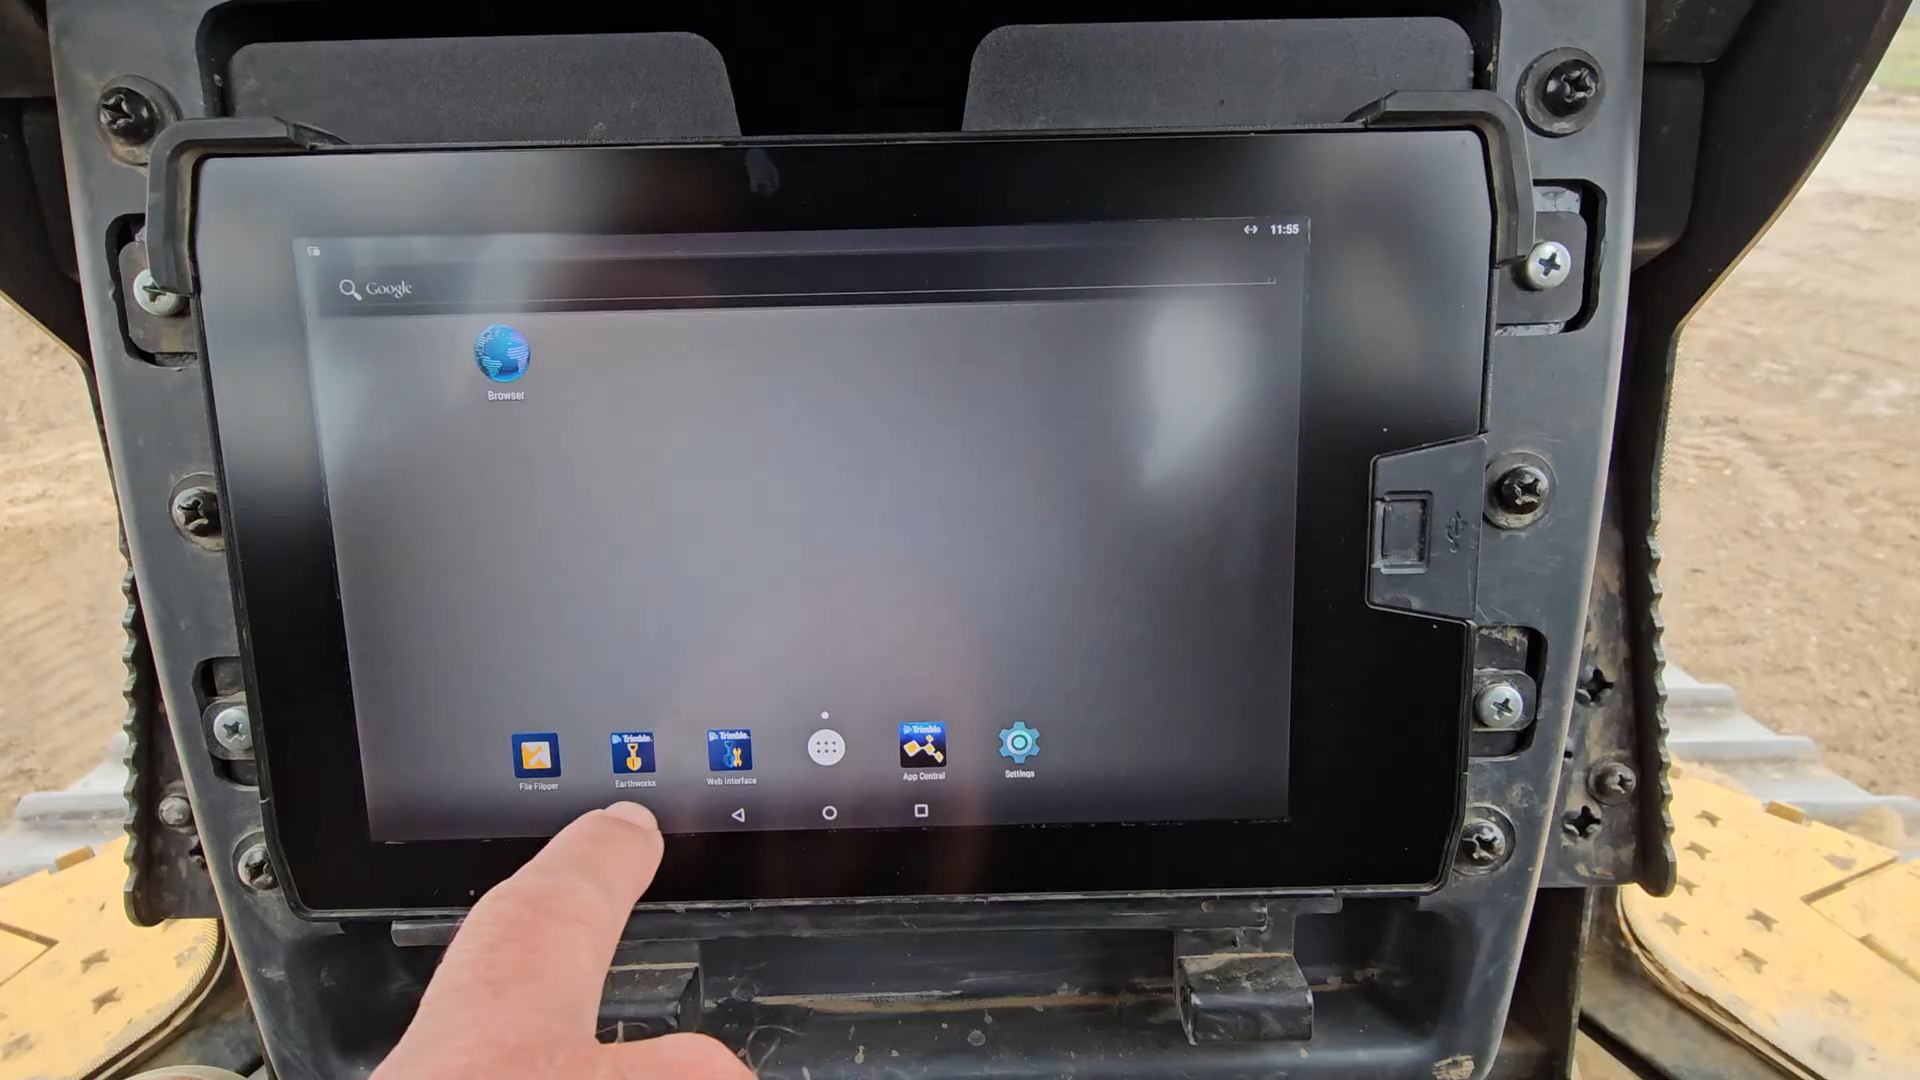 11:55
Google
Browser
Trimble.
Trimble.
Trimble.
File Flipper
Earthworks
Web Interface
App Central
Settings